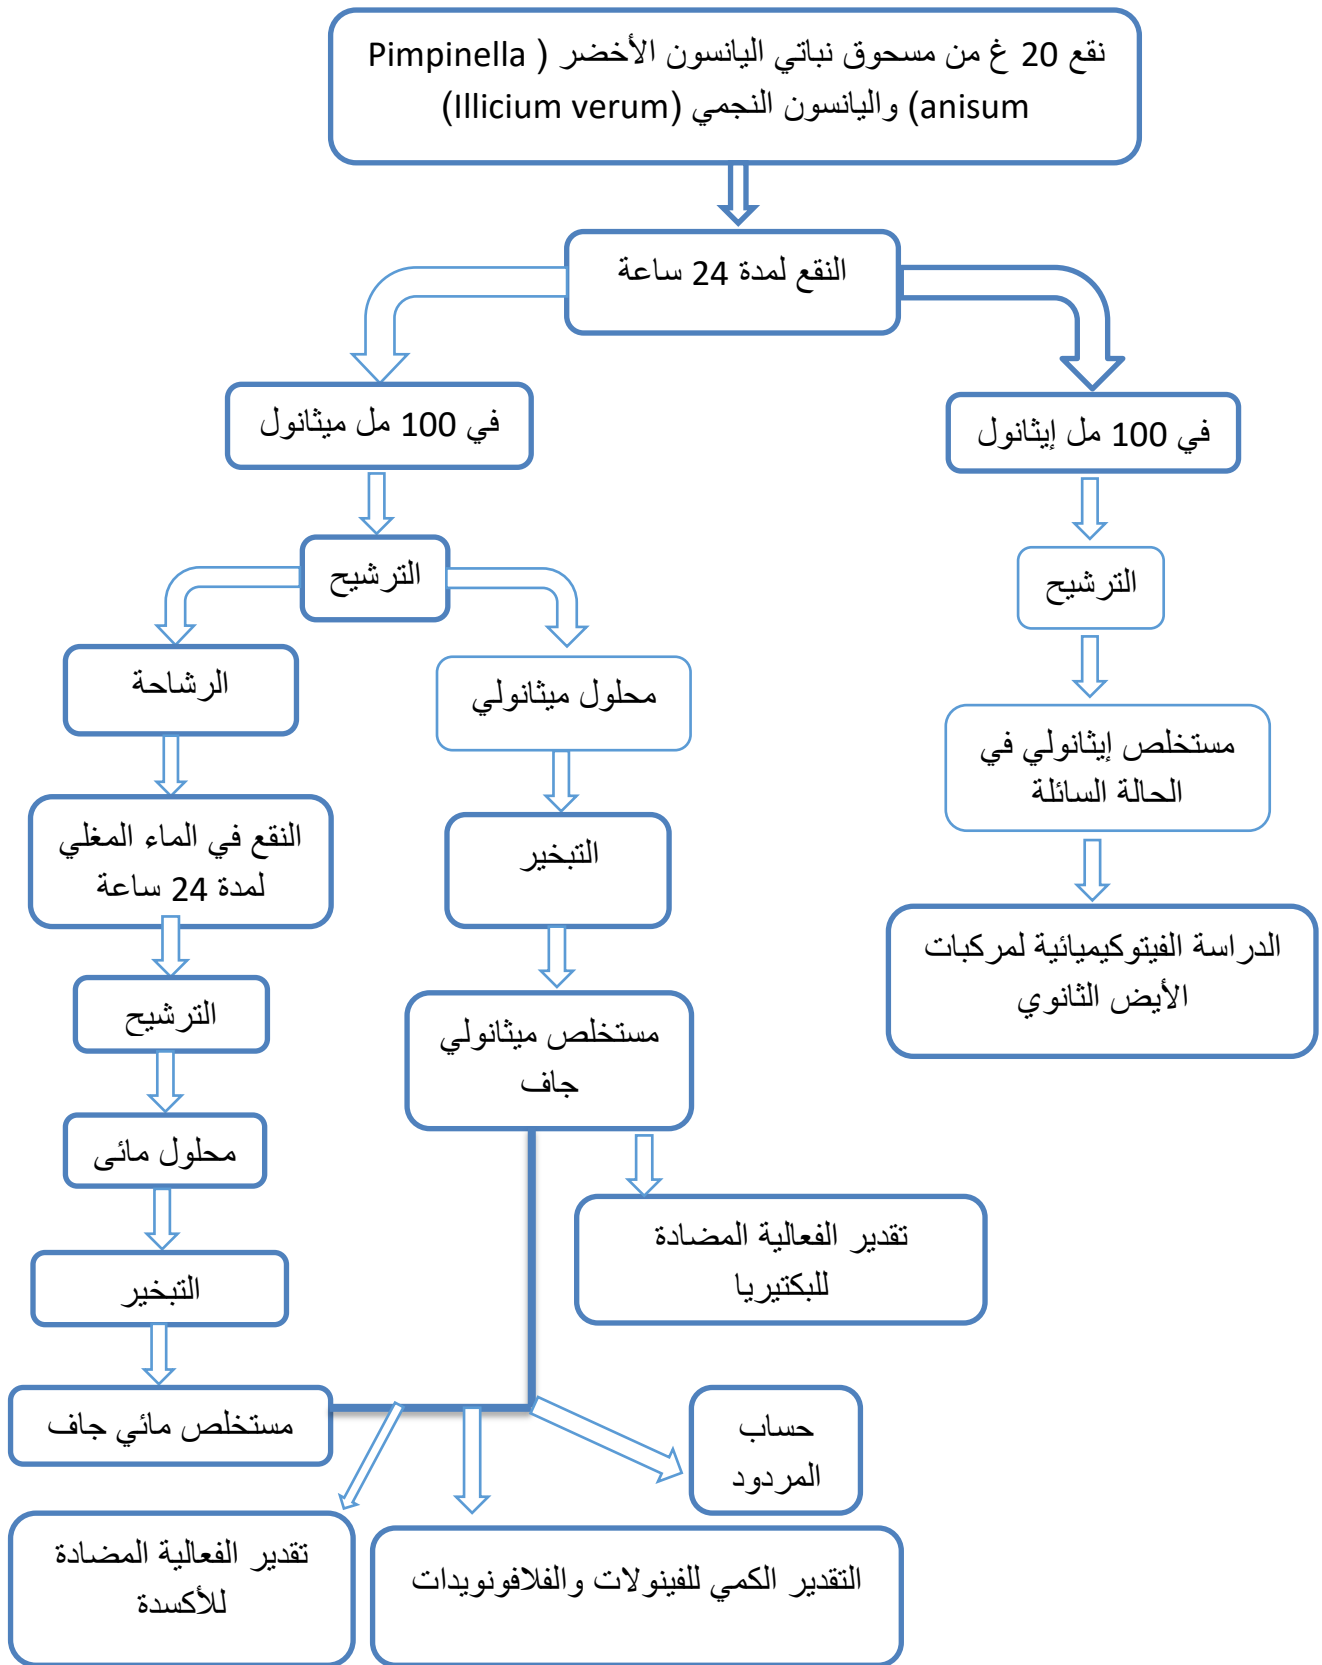 نقع 20 غ من مسحوق نباتي اليانسون الأخضر ( Pimpinella
anisum) واليانسون النجمي (Illicium verum)
النقع لمدة 24 ساعة
في 100 مل إيثانول
في 100 مل ميثانول
الترشيح
الترشيح
محلول ميثانولي
الرشاحة
مستخلص إيثانولي في
الحالة السائلة
التبخير
النقع في الماء المغلي
لمدة 24 ساعة
الدراسة الفيتوكيميائية لمركبات
الأيض الثانوي
مستخلص ميثانولي
جاف
الترشيح
محلول مائى
تقدير الفعالية المضادة
للبكتيريا
التبخير
مستخلص مائي جاف
حساب
المردود
التقدير الكمي للفينولات والفلافونويدات
تقدير الفعالية المضادة
للأكسدة